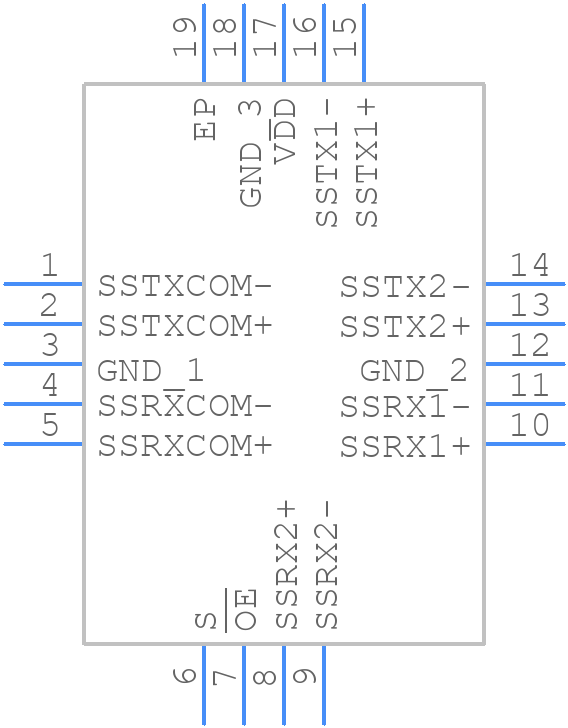 19
18
17
16
15
EP
GND_3
VDD
SSTX1-
SSTX1+
1
SSTXCOM-
2
SSTXCOM+
3
GND_1
4
SSRXCOM-
5
SSRXCOM+
SSTX2-
14
SSTX2+
13
GND_2
12
SSRX1-
11
SSRX1+
10
S
OE
SSRX2+
SSRX2-
6
7
8
9